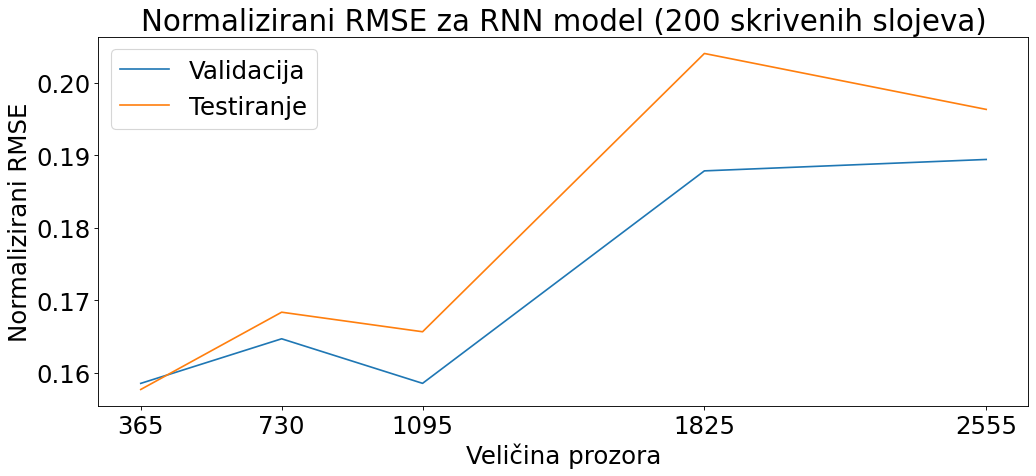 Normalizirani RMSE za RNN model (200 skrivenih slojeva)
Validacija
Testiranje
Normalizirani RMSE
0.20
0.19
0.18
0.17
0.16
365 730 1095 1825 2555
Veličina prozora